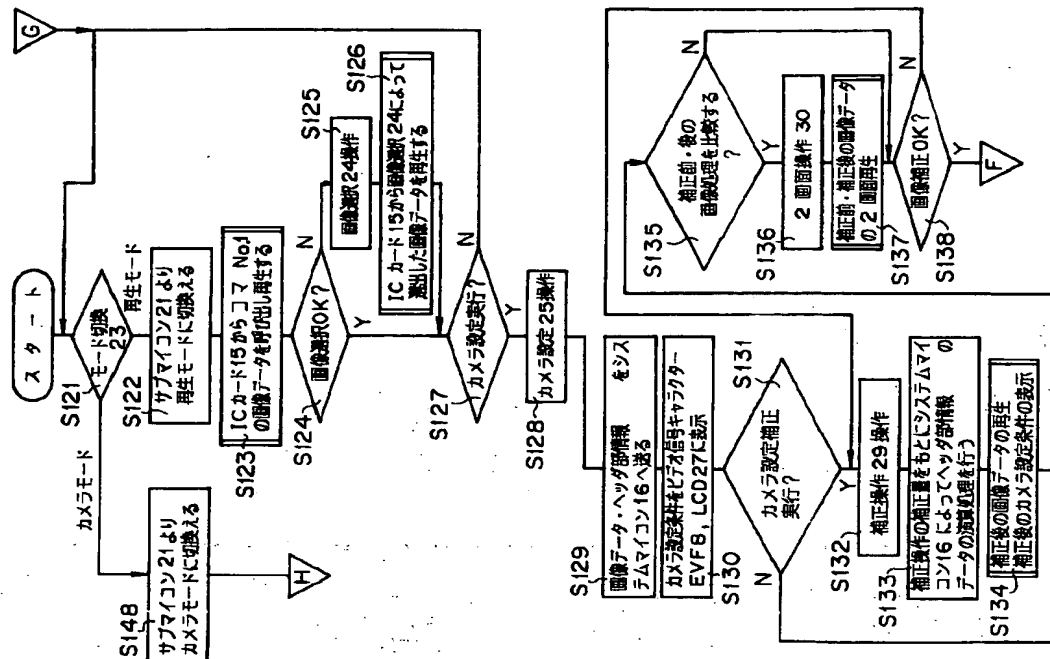 スタート
G
S121
モード切換
23
カメラモード
再生モード
S122
サブマイコン21より
再生モードに切換える
S148
サブマイコン21より
カメラモードに切換える
H
S123
ICカード15からコマ No.1
の画像データを呼び出し再生する
S124
画像選択OK?
N
Y
S125
画像選択24操作
S126
ICカード15から画像選択24によって
選出した画像データを再生する
S127
カメラ設定実行?
N
Y
S128
カメラ設定25操作
S129
画像データ・ヘッダ部情報 をシス
テムマイコン16へ送る
S130
カメラ設定条件をビデオ信号キャラクター
EVF8, LCD27に表示
S131
カメラ設定補正
実行?
N
Y
S132
補正操作29操作
S133
補正操作の補正量をもとにシステムマイ
コン16によってヘッダ部情報 の
データの演算処理を行う
S134
補正後の画像データの再生
補正後のカメラ設定条件の表示
S135
補正前・後の
画像処理を比較する
?
N
Y
S136
2画面操作30
S137
補正前・補正後の画像データ
の2画面再生
S138
画像補正OK?
N
Y
F